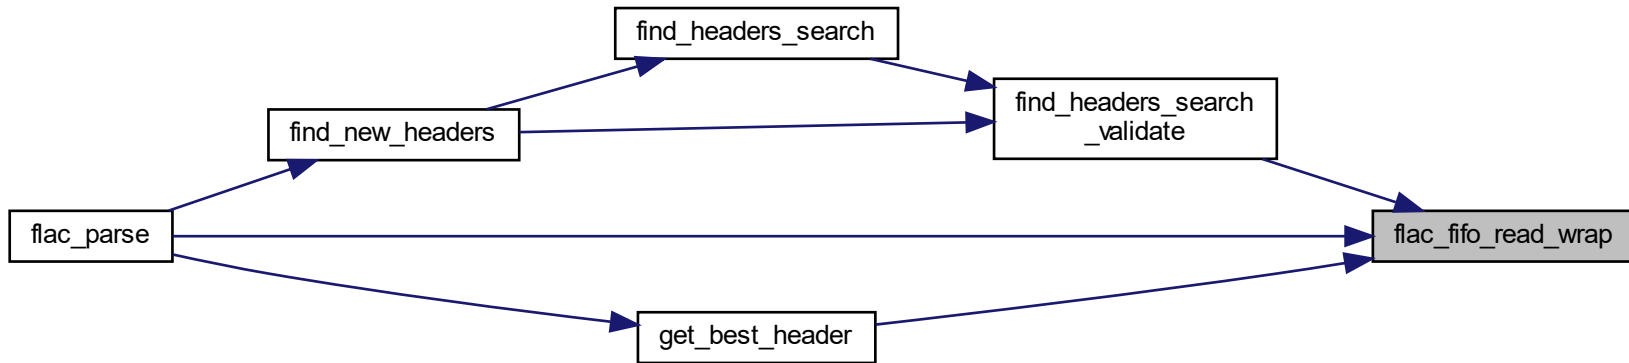 find_headers_search
find_headers_search
_validate
find_new_headers
flac_parse
flac_fifo_read_wrap
get_best_header